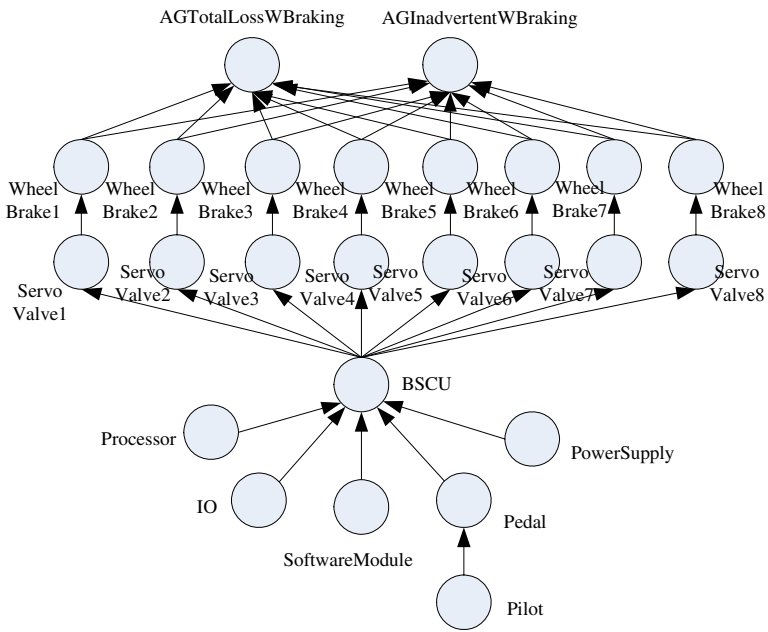 AGTotalLossWBraking
AGInadvertentWBraking
Wheel
Brake1
Wheel
Brake2
Wheel
Brake3
Wheel
Brake4
Wheel
Brake5
Wheel
Brake6
Wheel
Brake7
Wheel
Brake8
Servo
Valve1
Servo
Valve2
Servo
Valve3
Servo
Valve4
Servo
Valve5
Servo
Valve6
Servo
Valve7
Servo
Valve8
BSCU
Processor
PowerSupply
IO
Pedal
SoftwareModule
Pilot